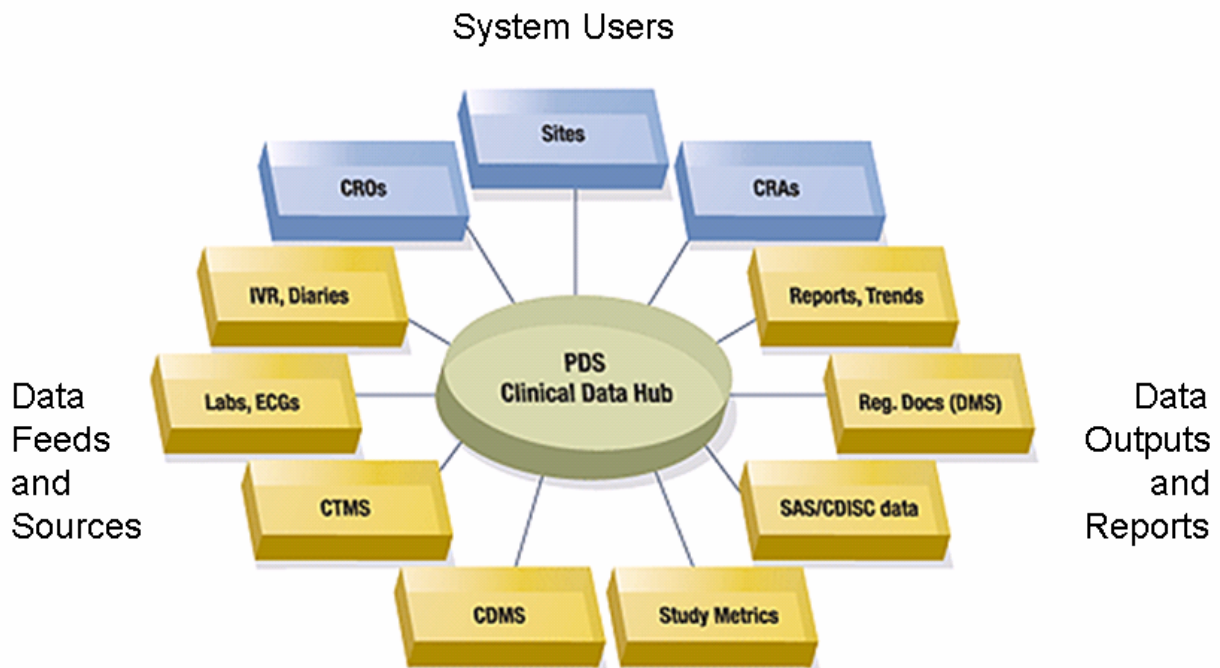 System Users
Sites
CROs
CRAs
IVR, Diaries
Reports, Trends
PDS
Clinical Data Hub
Labs, ECGs
Reg. Docs (DMS)
Data
Feeds
and
Sources
Data
Outputs
and
Reports
CTMS
SAS/CDISC data
CDMS
Study Metrics